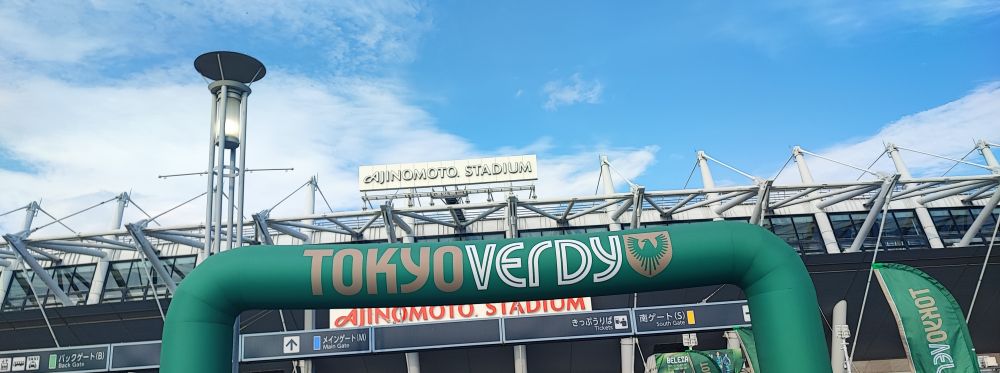 AJINOMOTO STADIUM
TOKYO VERDY
AJINOMOTO STADIUM
きっぷうりば
Tickets
南ゲート(S)
South Gate
メインゲート(M)
Main Gate
バックゲート(B)
Back Gate
BELEZA
TOKYO
VERDY